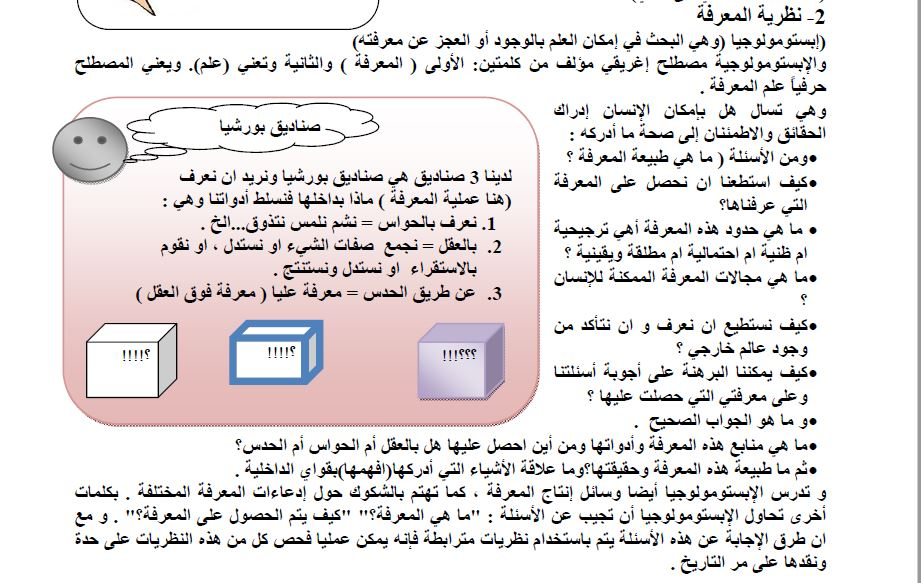 2- نظرية المعرفة
(إبستومولوجيا (وهي البحث في إمكان العلم بالوجود أو العجز عن معرفته)
والإبستومولوجية مصطلح إغريقي مؤلف من كلمتين: الأولى ( المعرفة ) والثانية وتعني (علم). ويعني المصطلح
حرفياً علم المعرفة .
وهي تسال هل بإمكان الإنسان إدراك
الحقائق والاطمئنان إلى صحة ما أدركه :
•ومن الأسئلة ( ما هي طبيعة المعرفة ؟
•كيف استطعنا ان نحصل على المعرفة
التي عرفناها؟
• ما هي حدود هذه المعرفة أهي ترجيحية
ام ظنية ام احتمالية ام مطلقة ويقينية ؟
•ما هي مجالات المعرفة الممكنة للإنسان
؟
•كيف نستطيع ان نعرف و ان نتأكد من
وجود عالم خارجي ؟
•كيف يمكننا البرهنة على أجوبة أسئلتنا
وعلى معرفتي التي حصلت عليها ؟
•و ما هو الجواب الصحيح .
صناديق بورشيا
لدينا 3 صناديق هي صناديق بورشيا ونريد ان نعرف
(هنا عملية المعرفة ) ماذا بداخلها فنسلط أدواتنا وهي :
1. نعرف بالحواس = نشم نلمس نتذوق...الخ .
2. بالعقل = نجمع صفات الشيء او نستدل ، او نقوم
بالاستقراء او نستدل ونستنتج .
3. عن طريق الحدس = معرفة عليا ( معرفة فوق العقل )
؟؟؟!!!
؟!!!!
؟!!!!
•ما هي منابع هذه المعرفة وأدواتها ومن أين احصل عليها هل بالعقل أم الحواس أم الحدس؟
•ثم ما طبيعة هذه المعرفة وحقيقتها؟وما علاقة الأشياء التي أدركها(افهمها)بقواي الداخلية .
و تدرس الإبستومولوجيا أيضا وسائل إنتاج المعرفة ، كما تهتم بالشكوك حول إدعاءات المعرفة المختلفة . بكلمات
أخرى تحاول الإبستومولوجيا أن تجيب عن الأسئلة : "ما هي المعرفة؟" "كيف يتم الحصول على المعرفة؟" . و مع
ان طرق الإجابة عن هذه الأسئلة يتم باستخدام نظريات مترابطة فإنه يمكن عمليا فحص كل من هذه النظريات على حدة
ونقدها على مر التاريخ .